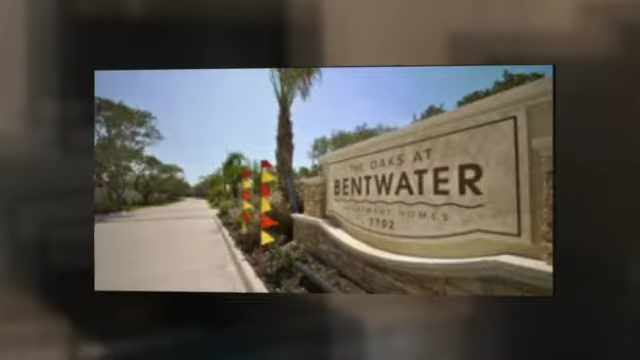 THE OAKS AT
BENTWATER
APARTMENT HOMES
1702